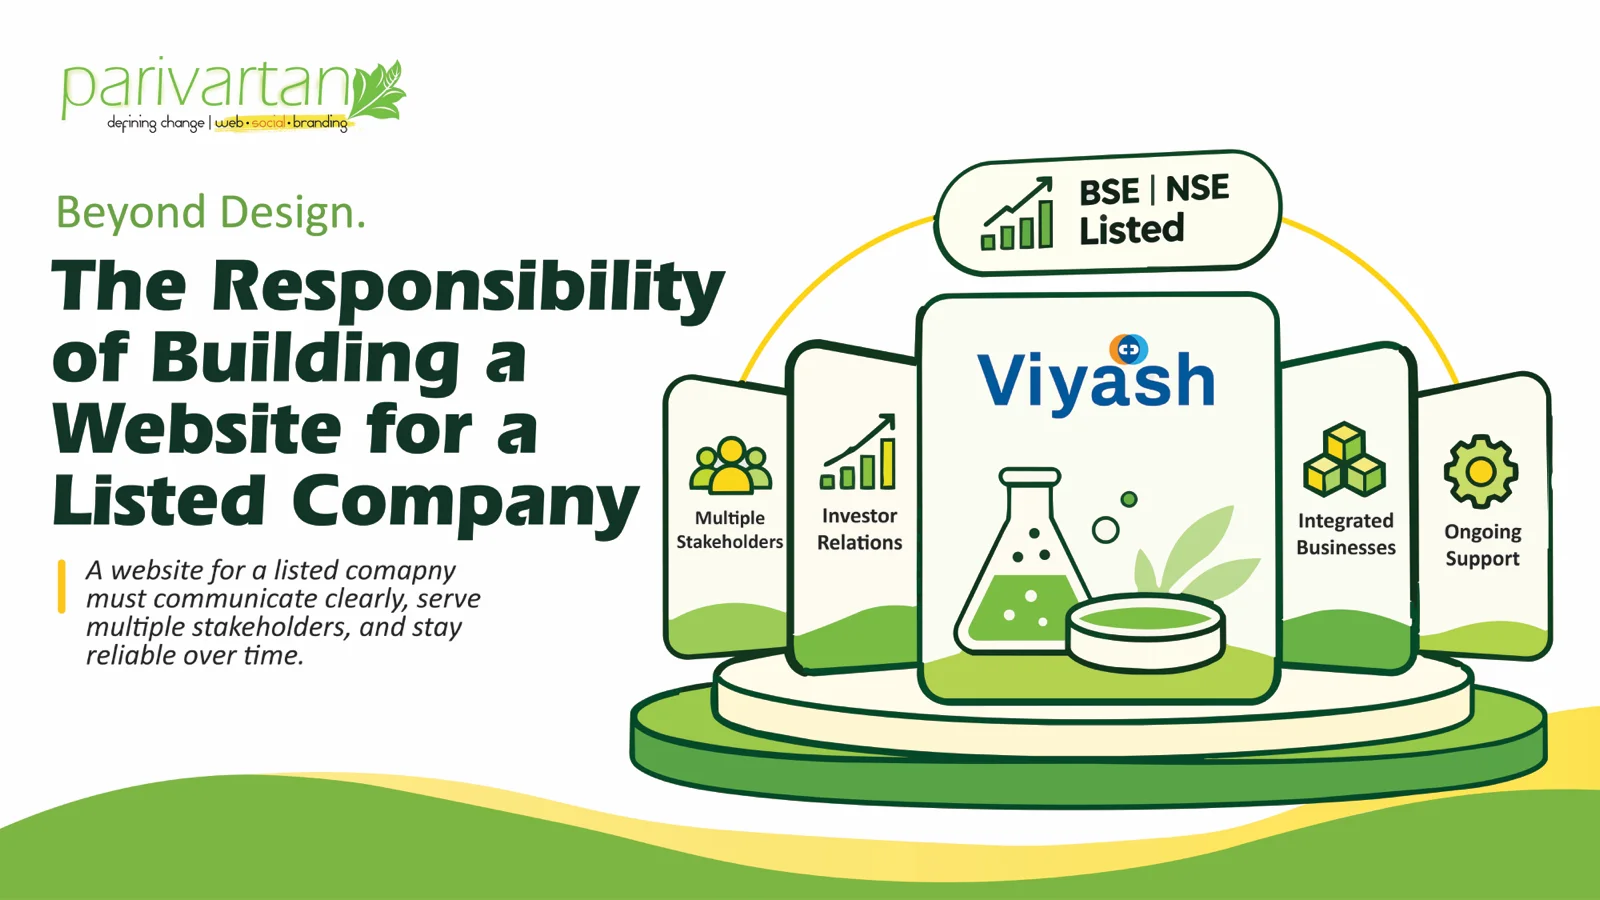 parivartan
defining change | web • social • branding
Beyond Design.
The Responsibility
of Building a
Website for a
Listed Company
A website for a listed comapny
must communicate clearly, serve
multiple stakeholders, and stay
reliable over time.
BSE | NSE
Listed
Viyash
Multiple
Stakeholders
Investor
Relations
Integrated
Businesses
Ongoing
Support